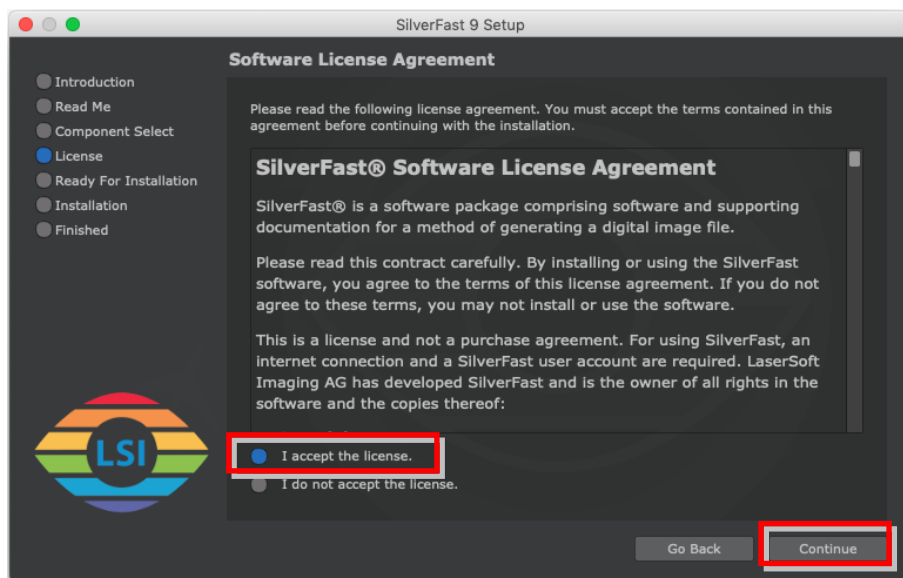 SilverFast 9 Setup
Software License Agreement
Introduction
Read Me
Component Select
License
Ready For Installation
Installation
Finished
Please read the following license agreement. You must accept the terms contained in this
agreement before continuing with the installation.
SilverFast® Software License Agreement
SilverFast® is a software package comprising software and supporting
documentation for a method of generating a digital image file.
Please read this contract carefully. By installing or using the SilverFast
software, you agree to the terms of this license agreement. If you do not
agree to these terms, you may not install or use the software.
This is a license and not a purchase agreement. For using SilverFast, an
internet connection and a SilverFast user account are required. LaserSoft
Imaging AG has developed SilverFast and is the owner of all rights in the
software and the copies thereof:
LSI
I accept the license.
I do not accept the license.
Go Back
Continue